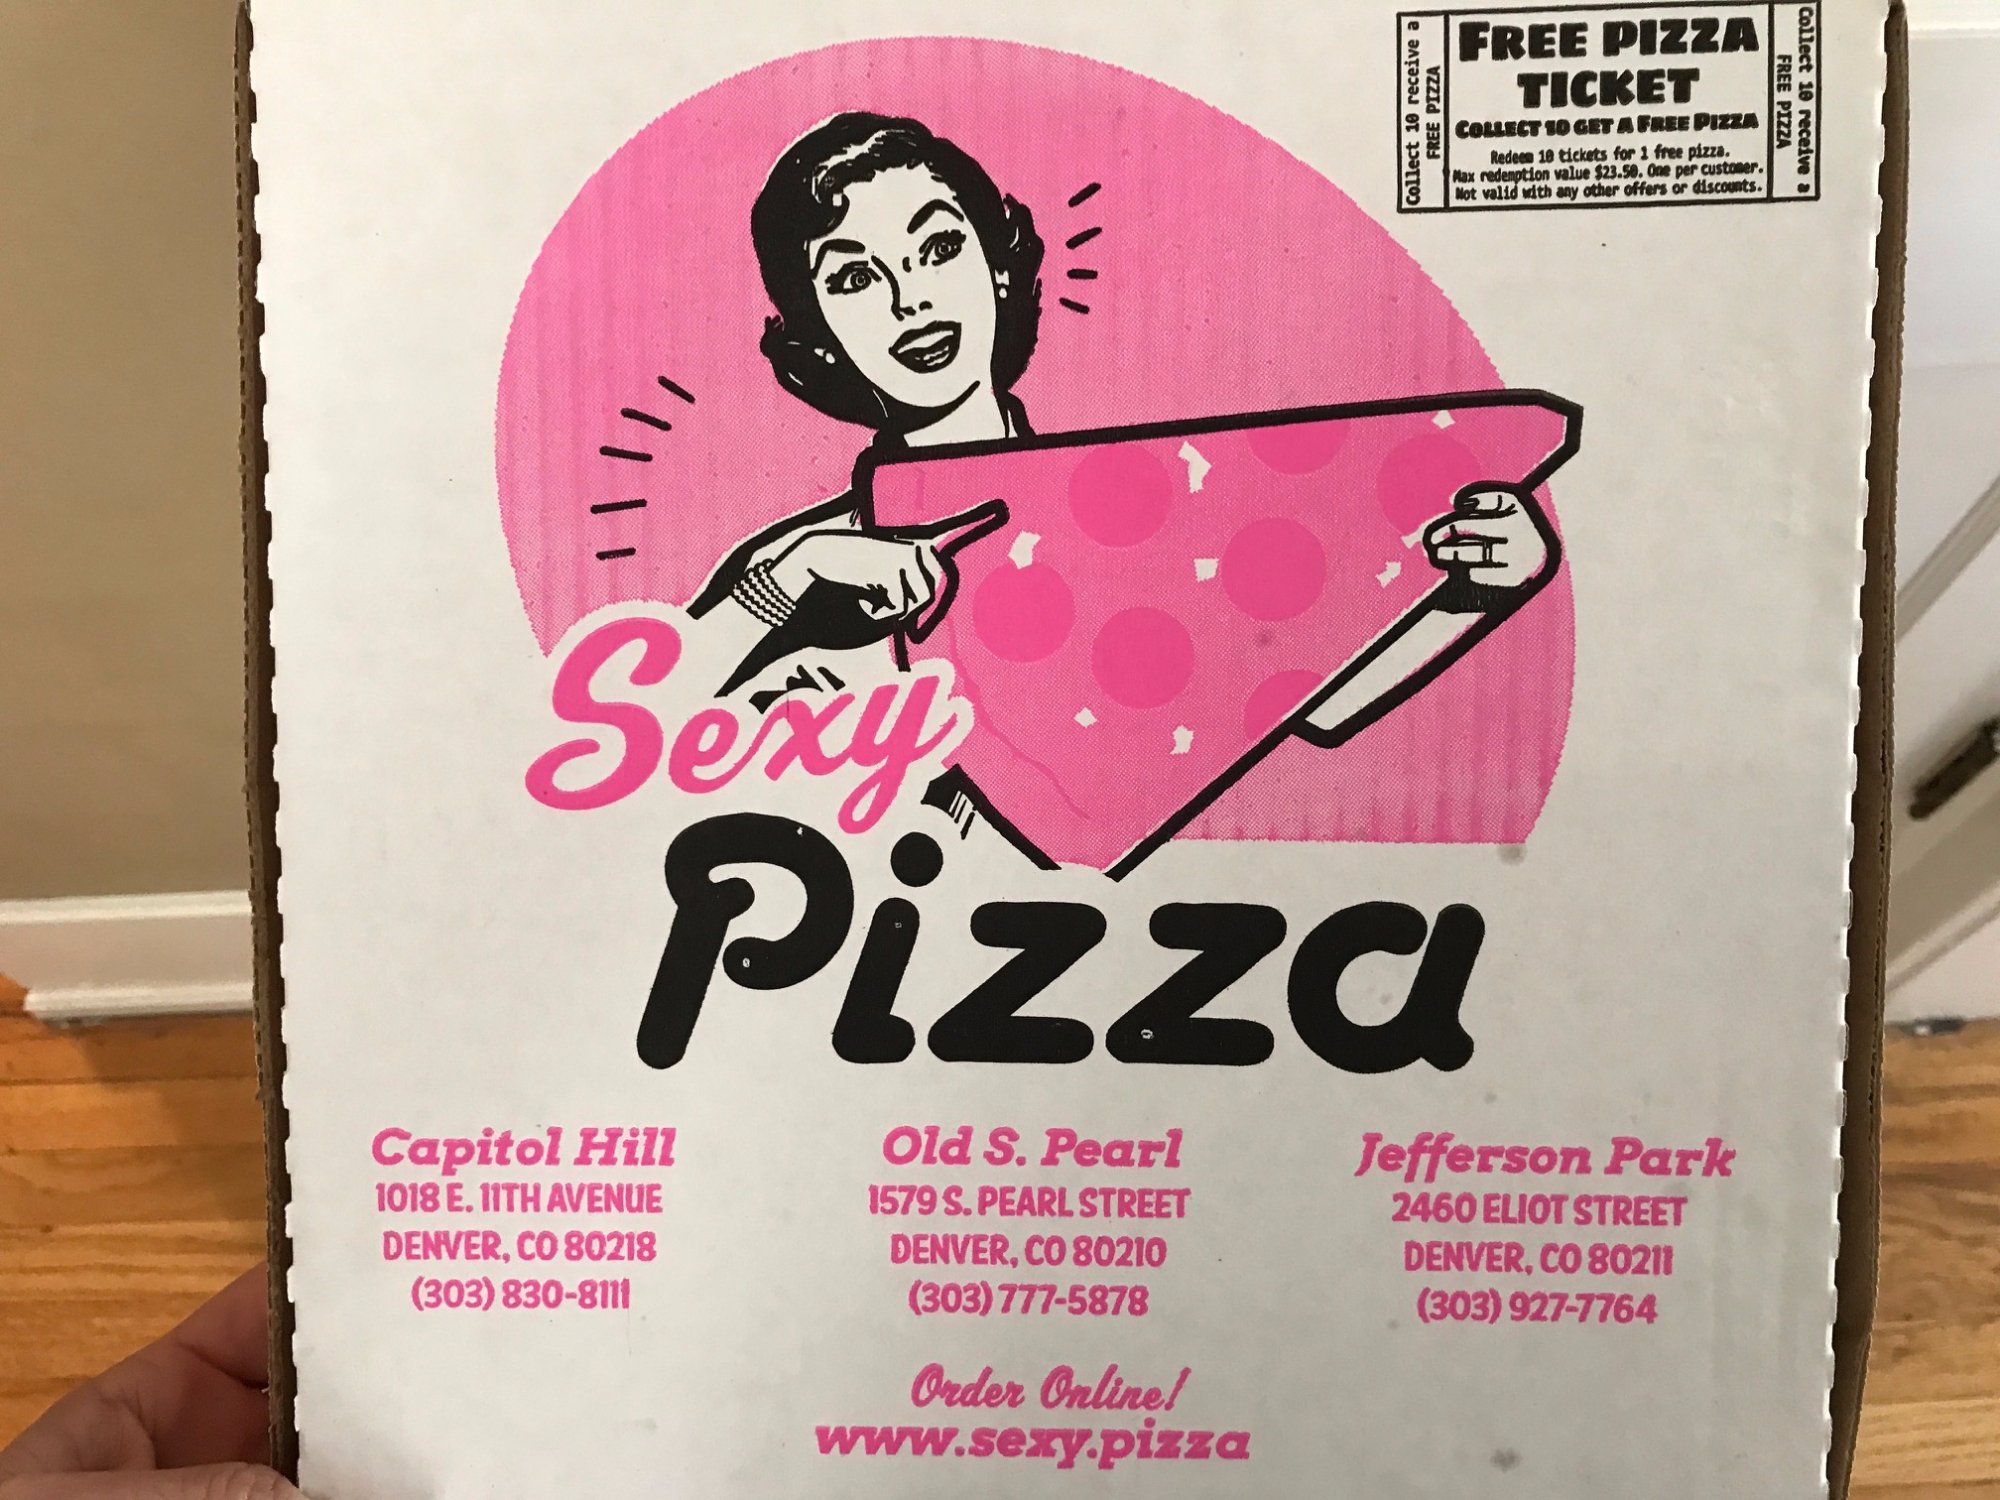 Collect 10 receive a
FREE PIZZA
FREE PIZZA
TICKET
COLLECT 10 GET A FREE PIZZA
Redeem 10 tickets for 1 free pizza.
Max redemption value $23.50. One per customer.
Not valid with any other offers or discounts.
Collect 10 receive a
FREE PIZZA
Sexy
Pizza
Capitol Hill
1018 E. 11TH AVENUE
DENVER, CO 80218
(303) 830-8111
Old S. Pearl
1579 S. PEARL STREET
DENVER, CO 80210
(303) 777-5878
Jefferson Park
2460 ELIOT STREET
DENVER, CO 80211
(303) 927-7764
Order Online!
www.sexy.pizza